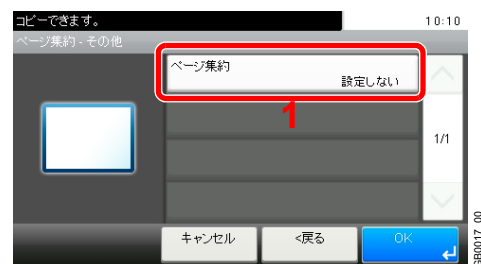 コピーできます。 10:10
ページ集約 - その他
ページ集約
設定しない
1
1/1
キャンセル <戻る OK
GB0017_00